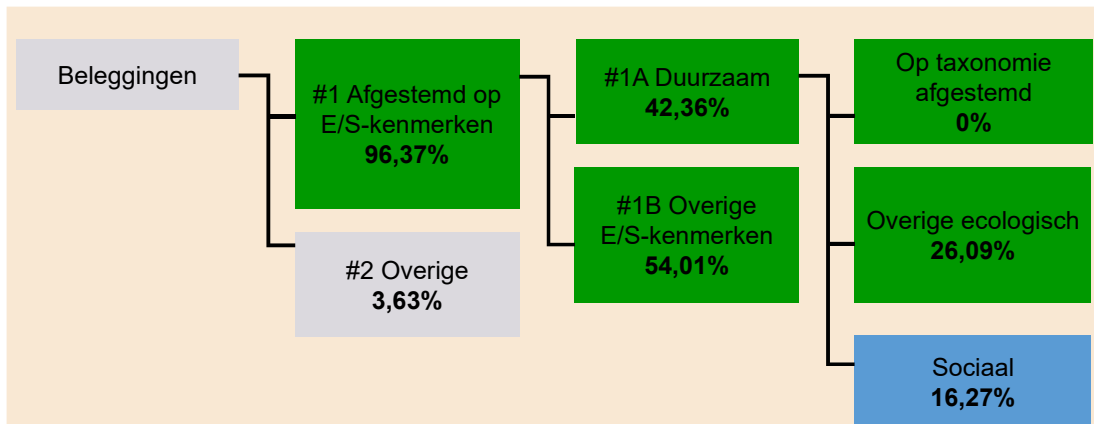 Beleggingen
#1 Afgestemd op
E/S-kenmerken
96,37%
#2 Overige
3,63%
#1A Duurzaam
42,36%
#1B Overige
E/S-kenmerken
54,01%
Op taxonomie
afgestemd
0%
Overige ecologisch
26,09%
Sociaal
16,27%